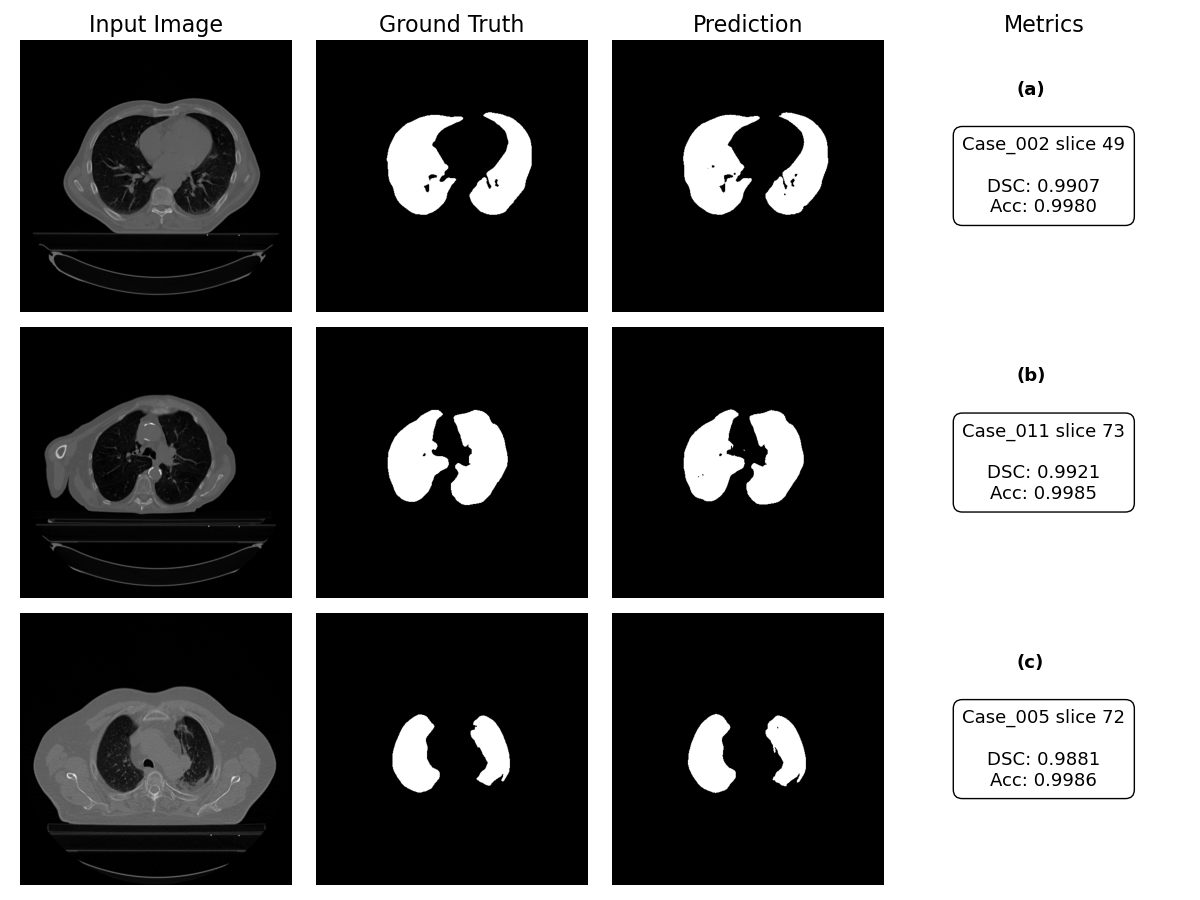 Input Image
Ground Truth
Prediction
Metrics
(a)
Case_002 slice 49
DSC: 0.9907
Acc: 0.9980
(b)
Case_011 slice 73
DSC: 0.9921
Acc: 0.9985
(c)
Case_005 slice 72
DSC: 0.9881
Acc: 0.9986